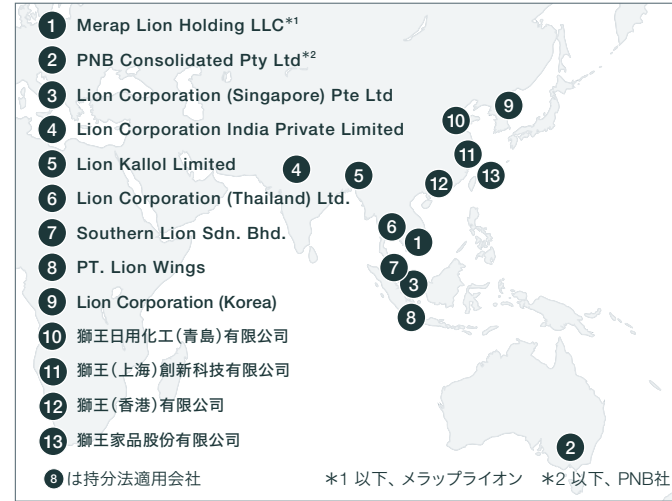 1 Merap Lion Holding LLC*1
2 PNB Consolidated Pty Ltd*2
3 Lion Corporation (Singapore) Pte Ltd
4 Lion Corporation India Private Limited
5 Lion Kallol Limited
6 Lion Corporation (Thailand) Ltd.
7 Southern Lion Sdn. Bhd.
8 PT. Lion Wings
9 Lion Corporation (Korea)
10 獅王日用化工(青島)有限公司
11 獅王(上海)創新科技有限公司
12 獅王(香港)有限公司
13 獅王家品股份有限公司
8 は持分法適用会社
*1 以下、メラップライオン *2 以下、PNB社
9
10
11
13
12
4
5
6
1
7
3
8
2